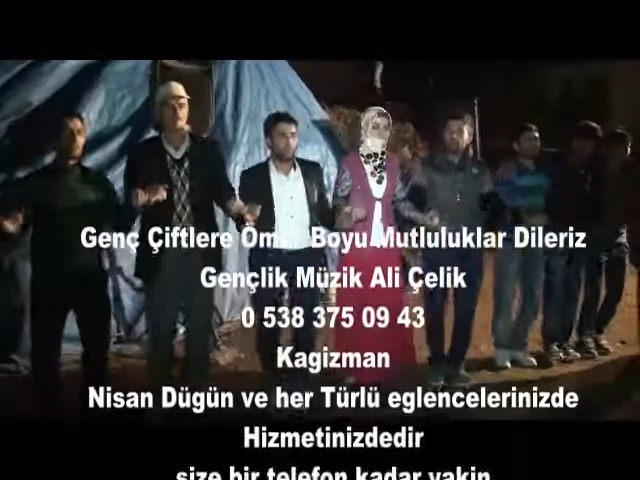 Genç Çiftlere Boyu Mutluluklar Dileriz
Gençlik Müzik Ali Çelik
0 538 375 09 43
Kagizman
Nisan Dügün ve her Türlü eglencelerinizde
Hizmetinizdedir
size bir telefon kadar yakin